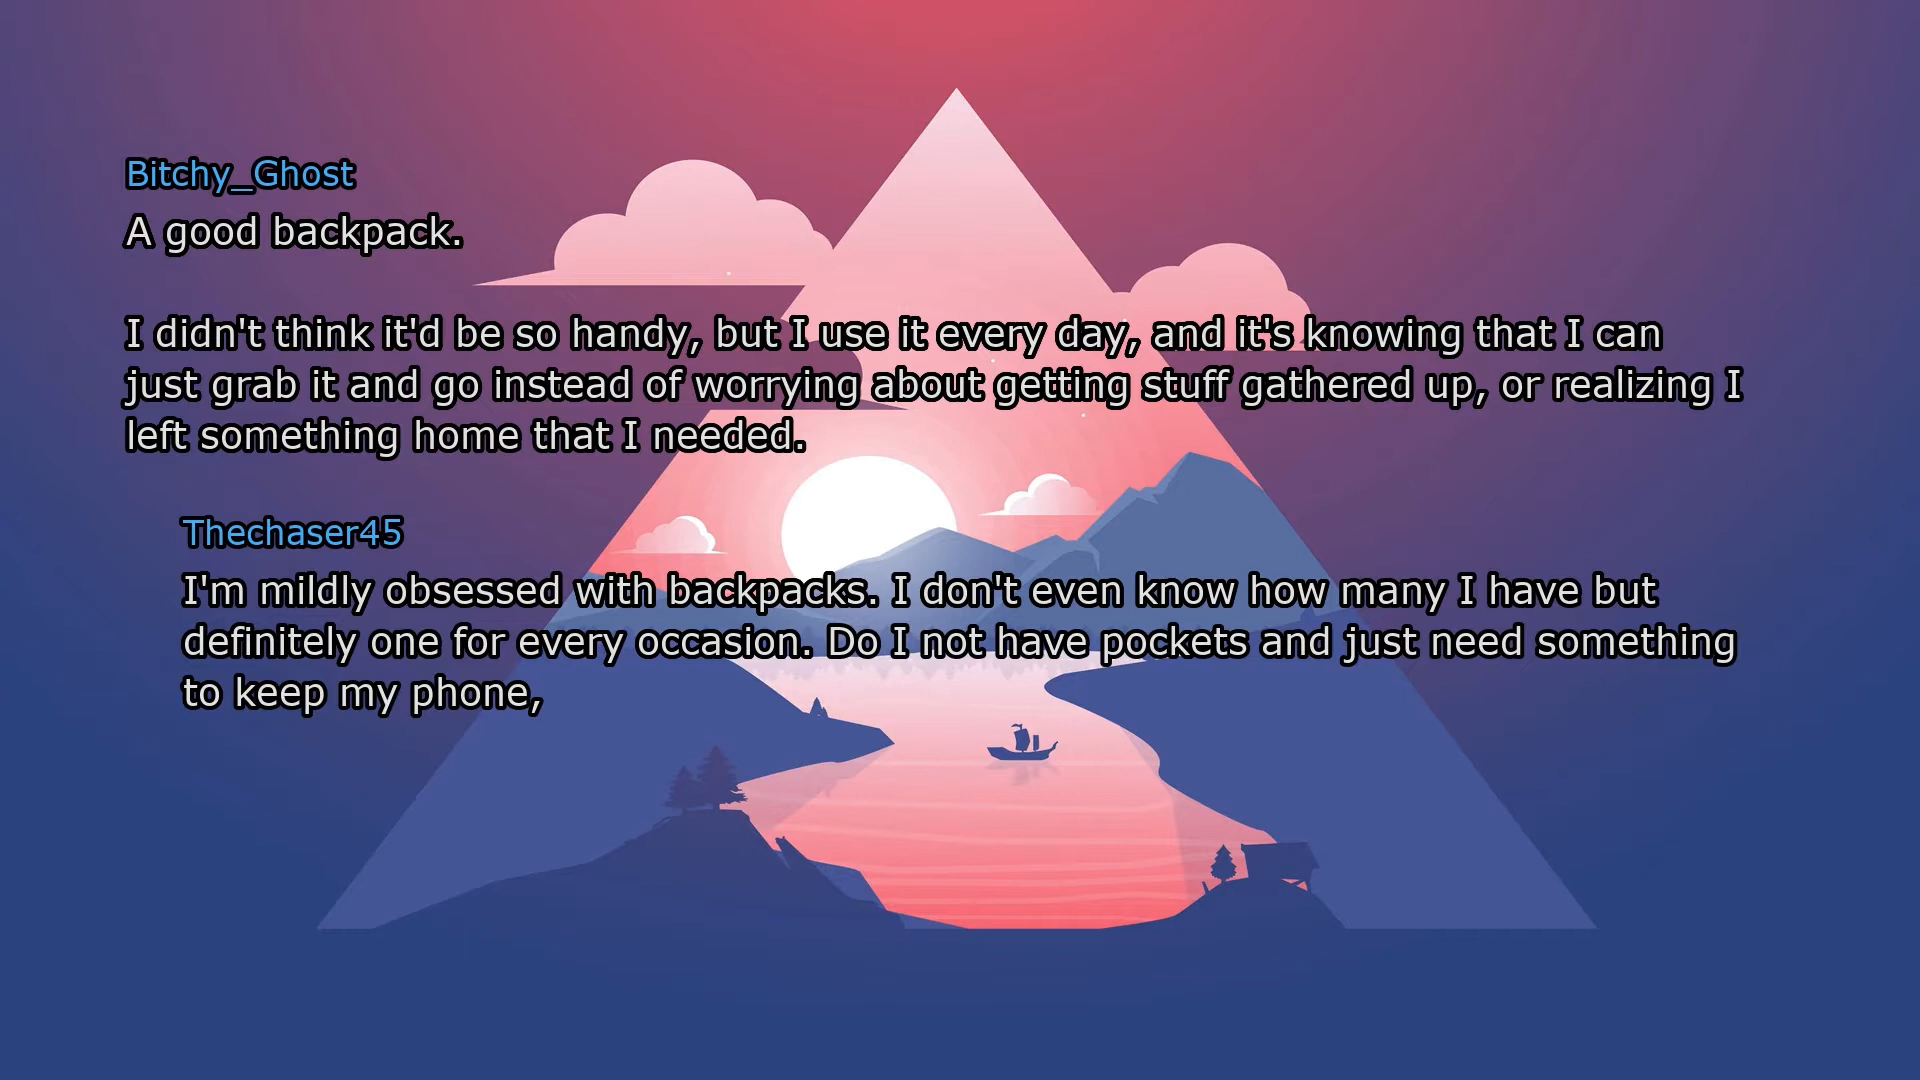 Bitchy_Ghost
A good backpack.
I didn't think it'd be so handy, but I use it every day, and it's knowing that I can
just grab it and go instead of worrying about getting stuff gathered up, or realizing I
left something home that I needed.
Thechaser45
I'm mildly obsessed with backpacks. I don't even know how many I have but
definitely one for every occasion. Do I not have pockets and just need something
to keep my phone,